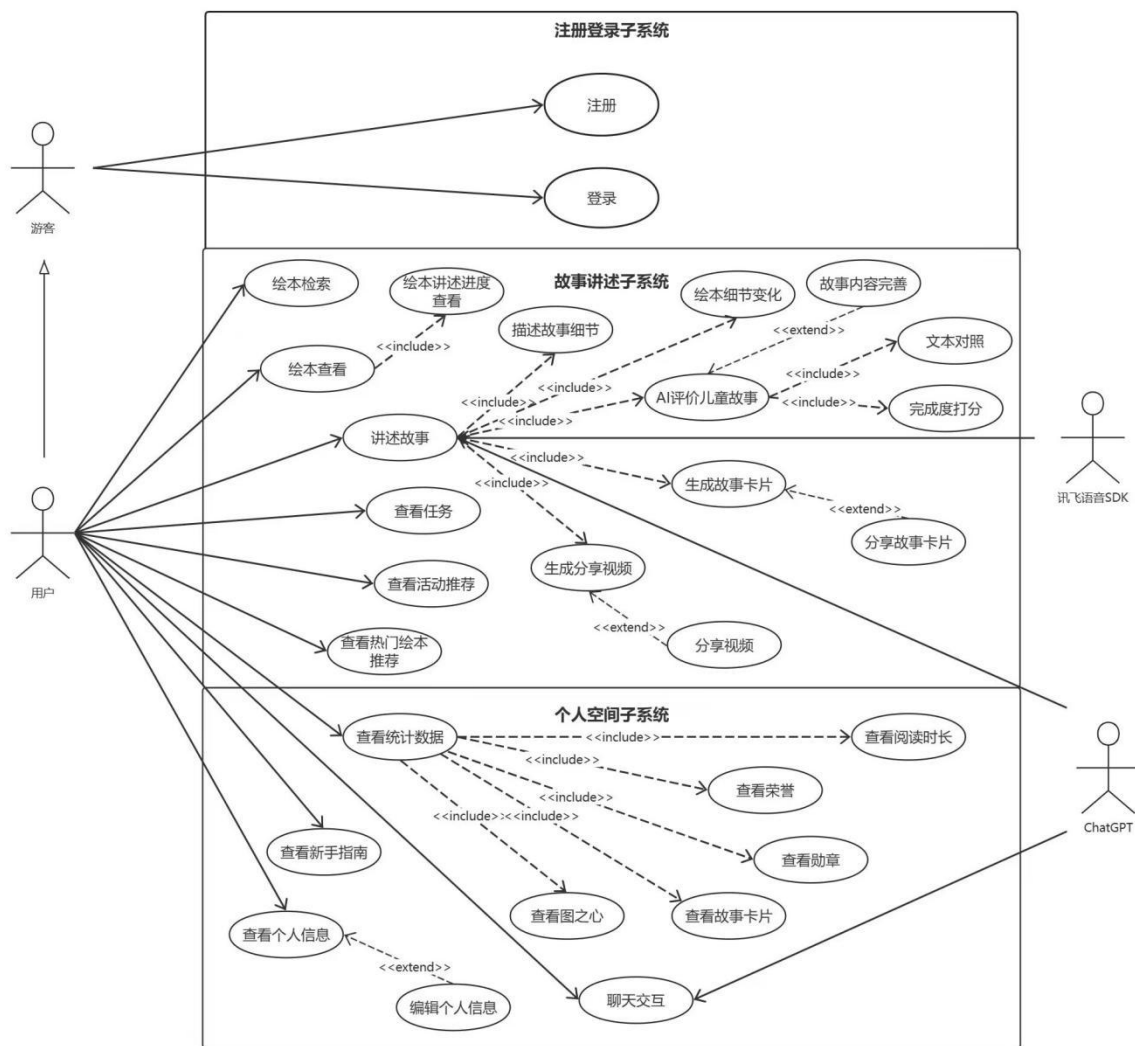 注册登录子系统
注册
登录
游客
故事讲述子系统
绘本检索
绘本讲述进度
查看
<<include>>
绘本查看
描述故事细节
绘本细节变化
故事内容完善
<<extend>>
文本对照
<<include>>
AI评价儿童故事
<<include>>
完成度打分
<<include>>
<<include>>
<<include>>
讲述故事
<<include>>
<<include>>
生成故事卡片
<<extend>>
分享故事卡片
讯飞语音SDK
查看任务
用户
查看活动推荐
生成分享视频
<<extend>>
分享视频
查看热门绘本
推荐
个人空间子系统
查看统计数据
<<include>>
查看阅读时长
<<include>>
查看荣誉
<<include>>
<<include>>
<<include>>
查看勋章
ChatGPT
查看新手指南
查看图之心
查看故事卡片
查看个人信息
<<extend>>
编辑个人信息
聊天交互